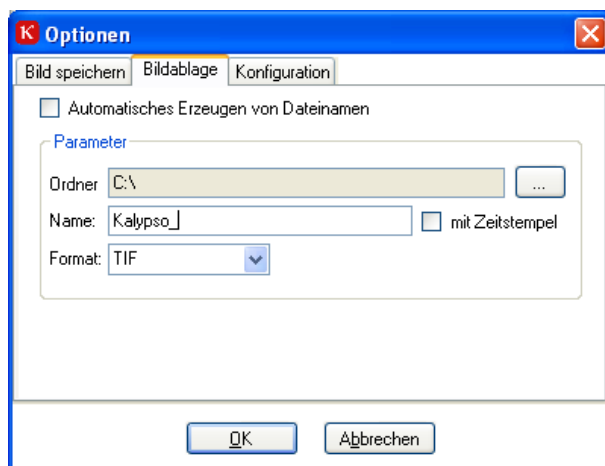 K Optionen
Bild speichern Bildablage Konfiguration
Automatisches Erzeugen von Dateinamen
Parameter
Ordner C:\ ...
Name: Kalypso_ mit Zeitstempel
Format: TIF
OK Abbrechen